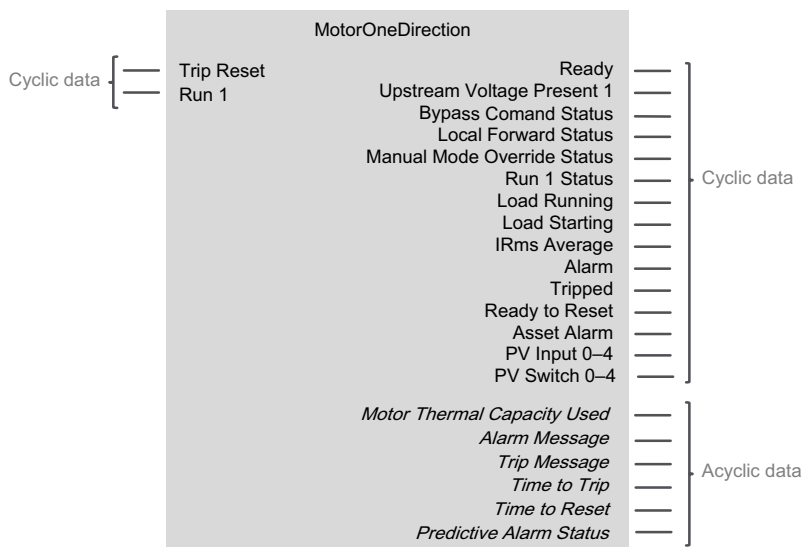 MotorOneDirection
Cyclic data
Trip Reset
Run 1
Ready
Upstream Voltage Present 1
Bypass Comand Status
Local Forward Status
Manual Mode Override Status
Run 1 Status
Load Running
Load Starting
IRms Average
Alarm
Tripped
Ready to Reset
Asset Alarm
PV Input 0–4
PV Switch 0–4
Cyclic data
Motor Thermal Capacity Used
Alarm Message
Trip Message
Time to Trip
Time to Reset
Predictive Alarm Status
Acyclic data